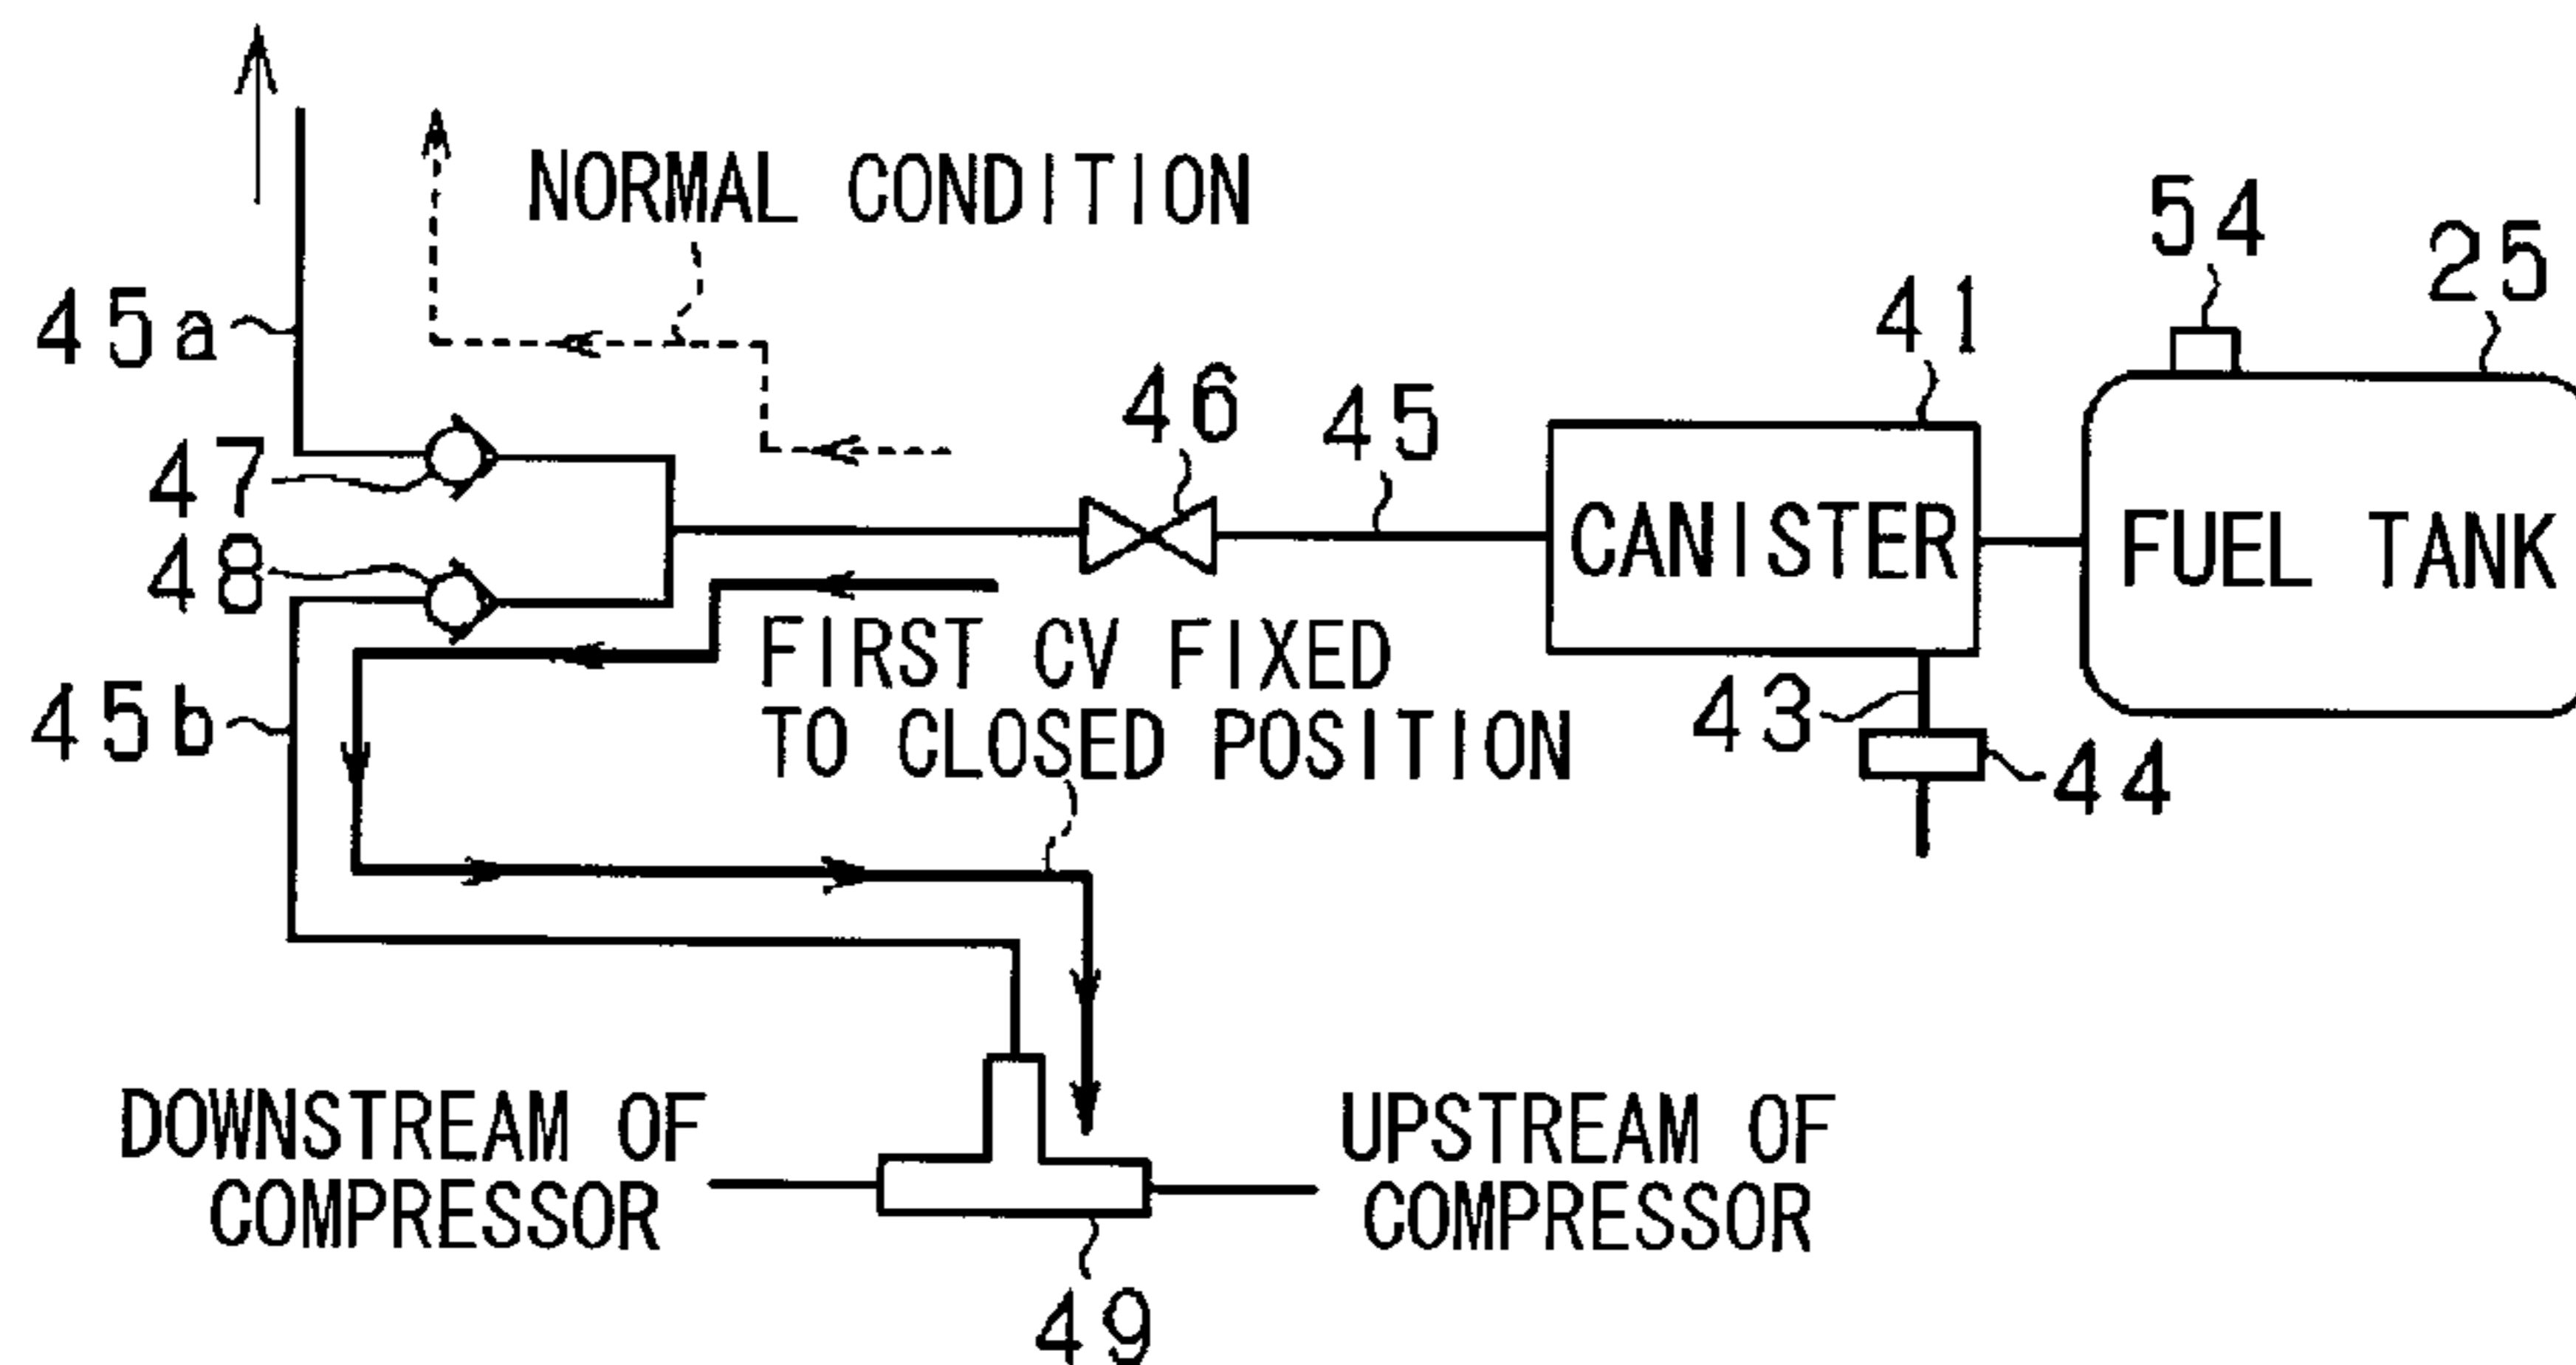 NORMAL CONDITION
54
25
45a
41
46
45
47
CANISTER
FUEL TANK
48
FIRST CV FIXED
TO CLOSED POSITION
45b
43
44
DOWNSTREAM OF
COMPRESSOR
UPSTREAM OF
COMPRESSOR
49